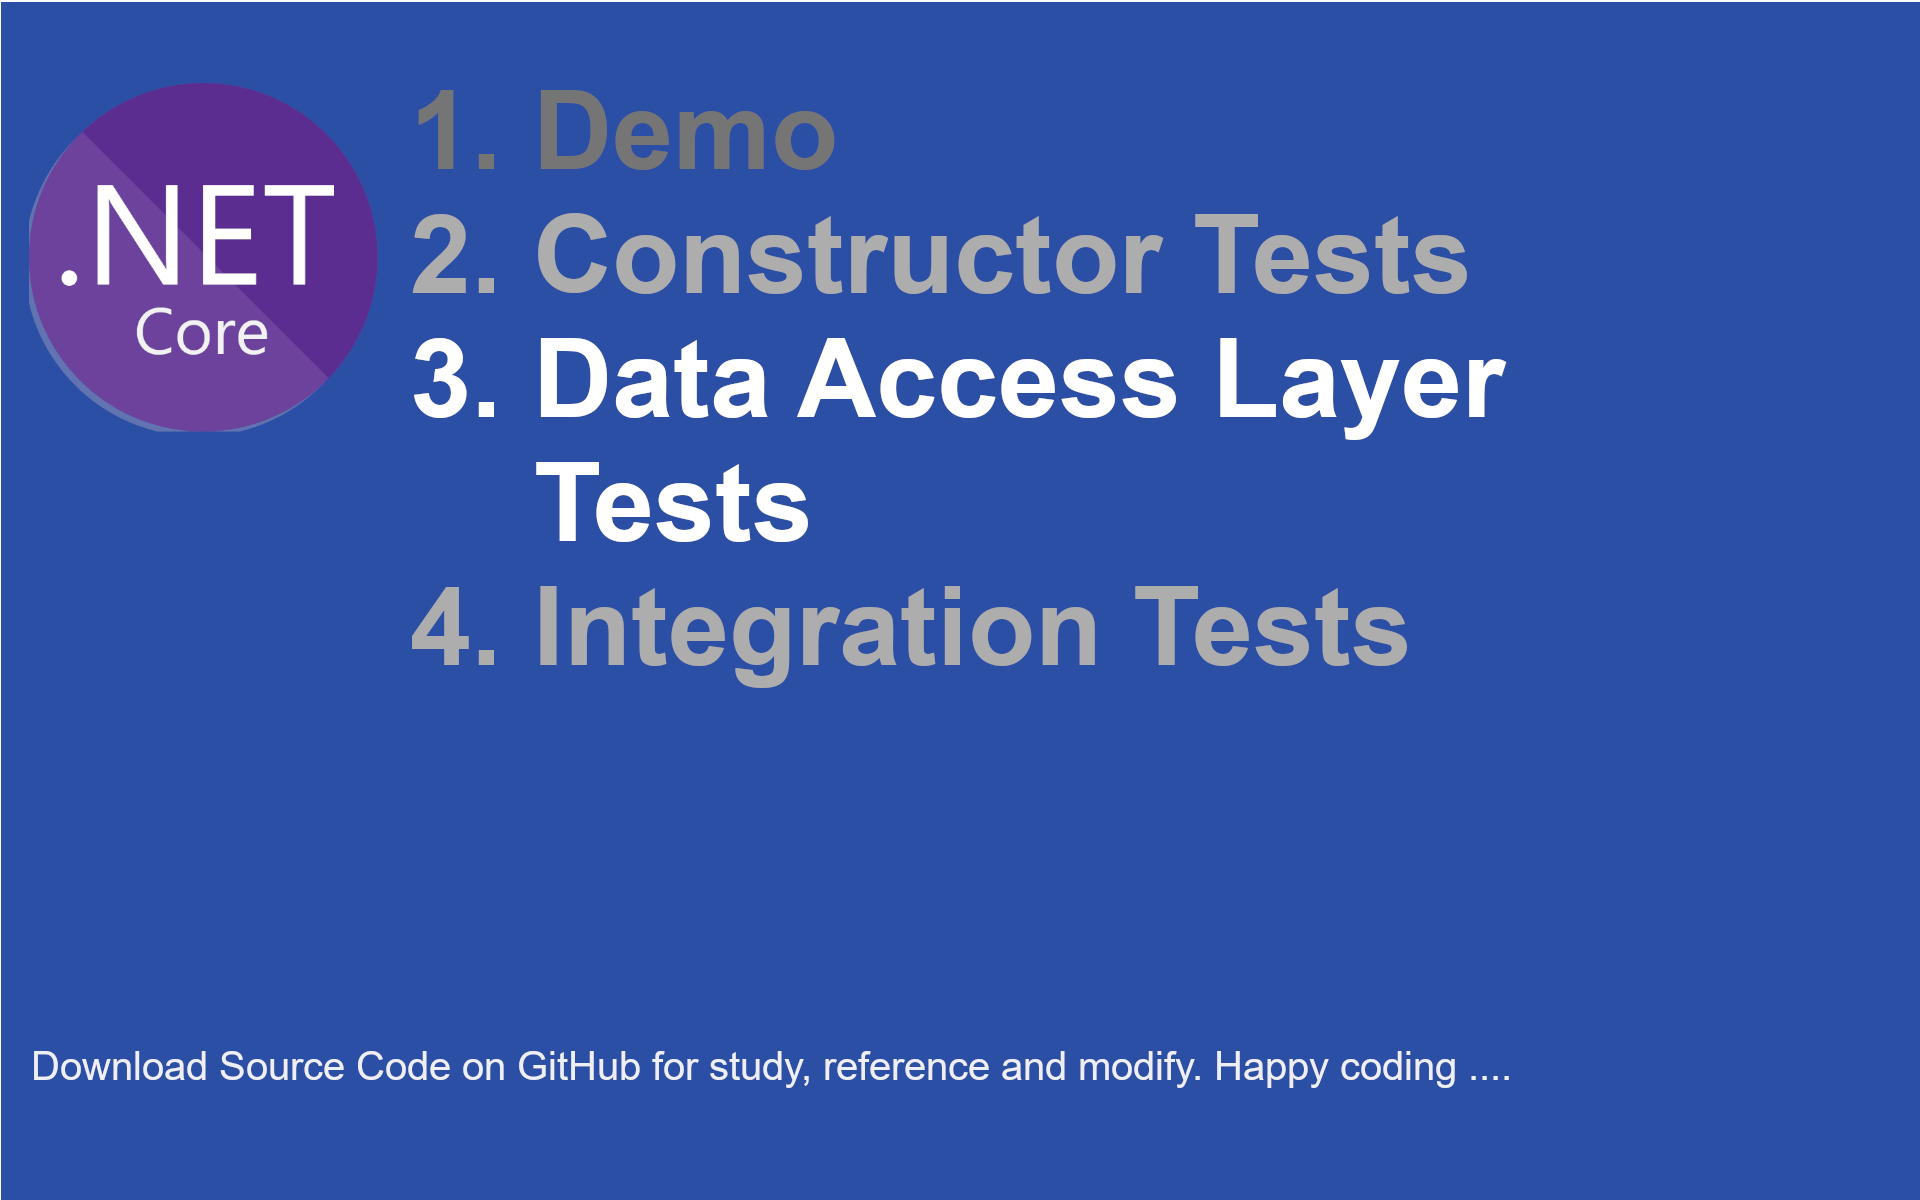 .NET
Core
1. Demo
2. Constructor Tests
3. Data Access Layer
Tests
4. Integration Tests
Download Source Code on GitHub for study, reference and modify. Happy coding ....